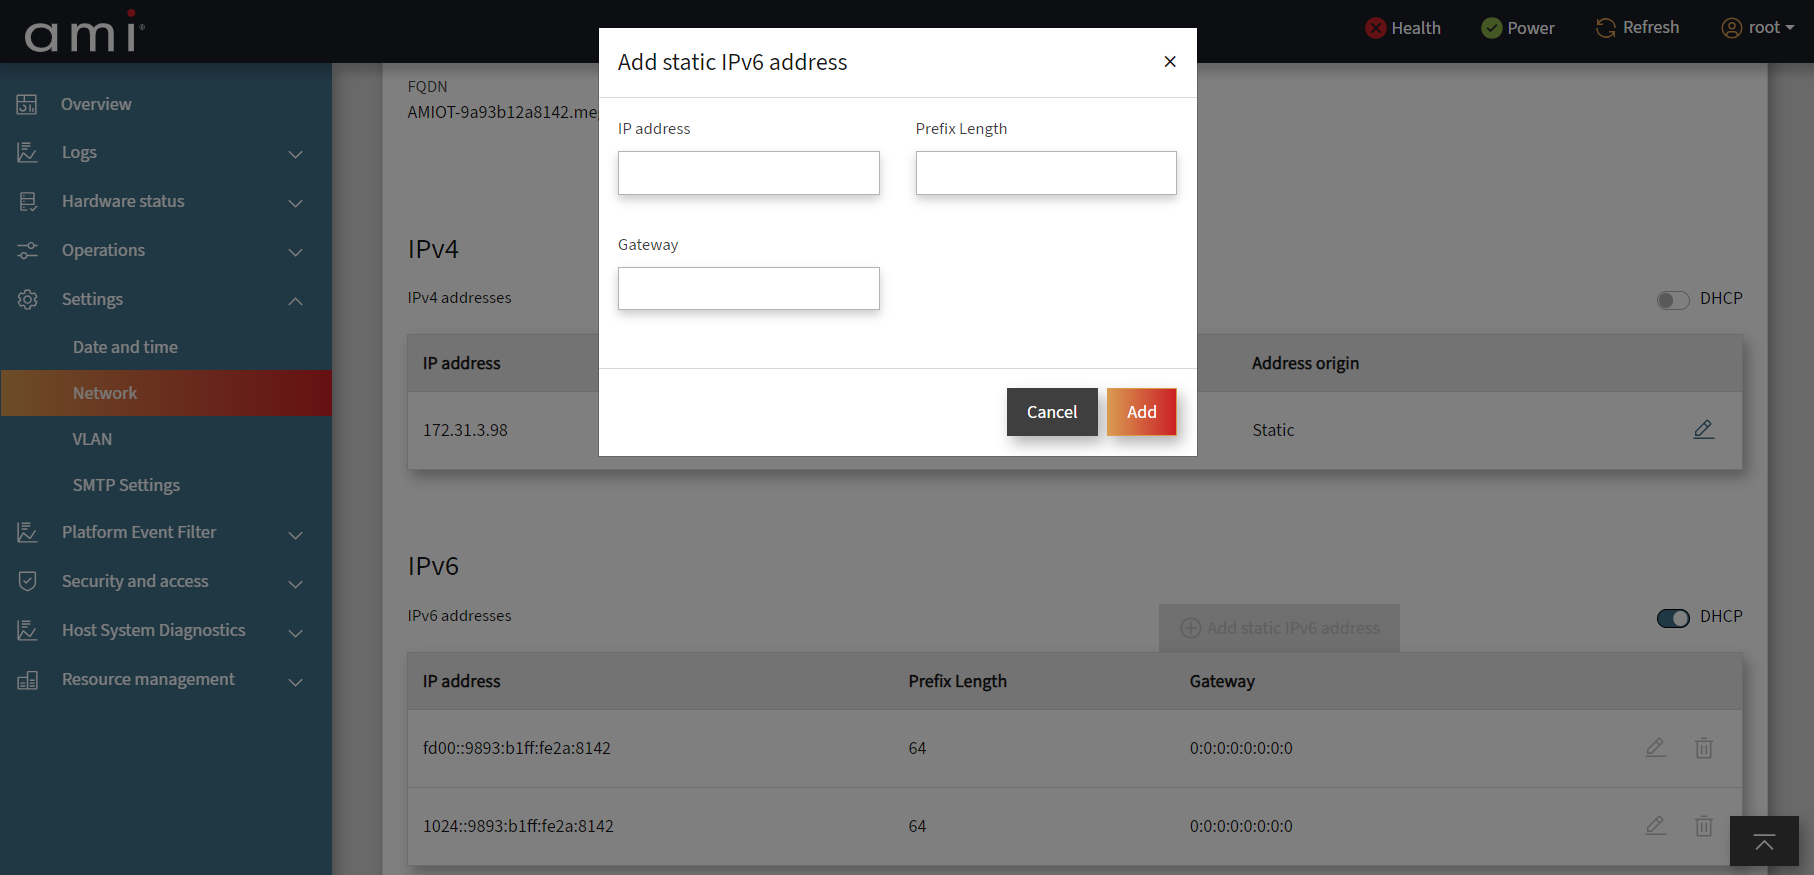 ami
Health
Power
Refresh
root
Overview
Logs
Hardware status
Operations
Settings
Date and time
Network
VLAN
SMTP Settings
Platform Event Filter
Security and access
Host System Diagnostics
Resource management
FQDN
AMIOT-9a93b12a8142.me
Add static IPv6 address
×
IP address
Prefix Length
Gateway
Cancel
Add
IPv4
IPv4 addresses
DHCP
IP address
Address origin
172.31.3.98
Static
IPv6
IPv6 addresses
Add static IPv6 address
DHCP
IP address
Prefix Length
Gateway
fd00::9893:b1ff:fe2a:8142
64
0:0:0:0:0:0:0:0
1024::9893:b1ff:fe2a:8142
64
0:0:0:0:0:0:0:0